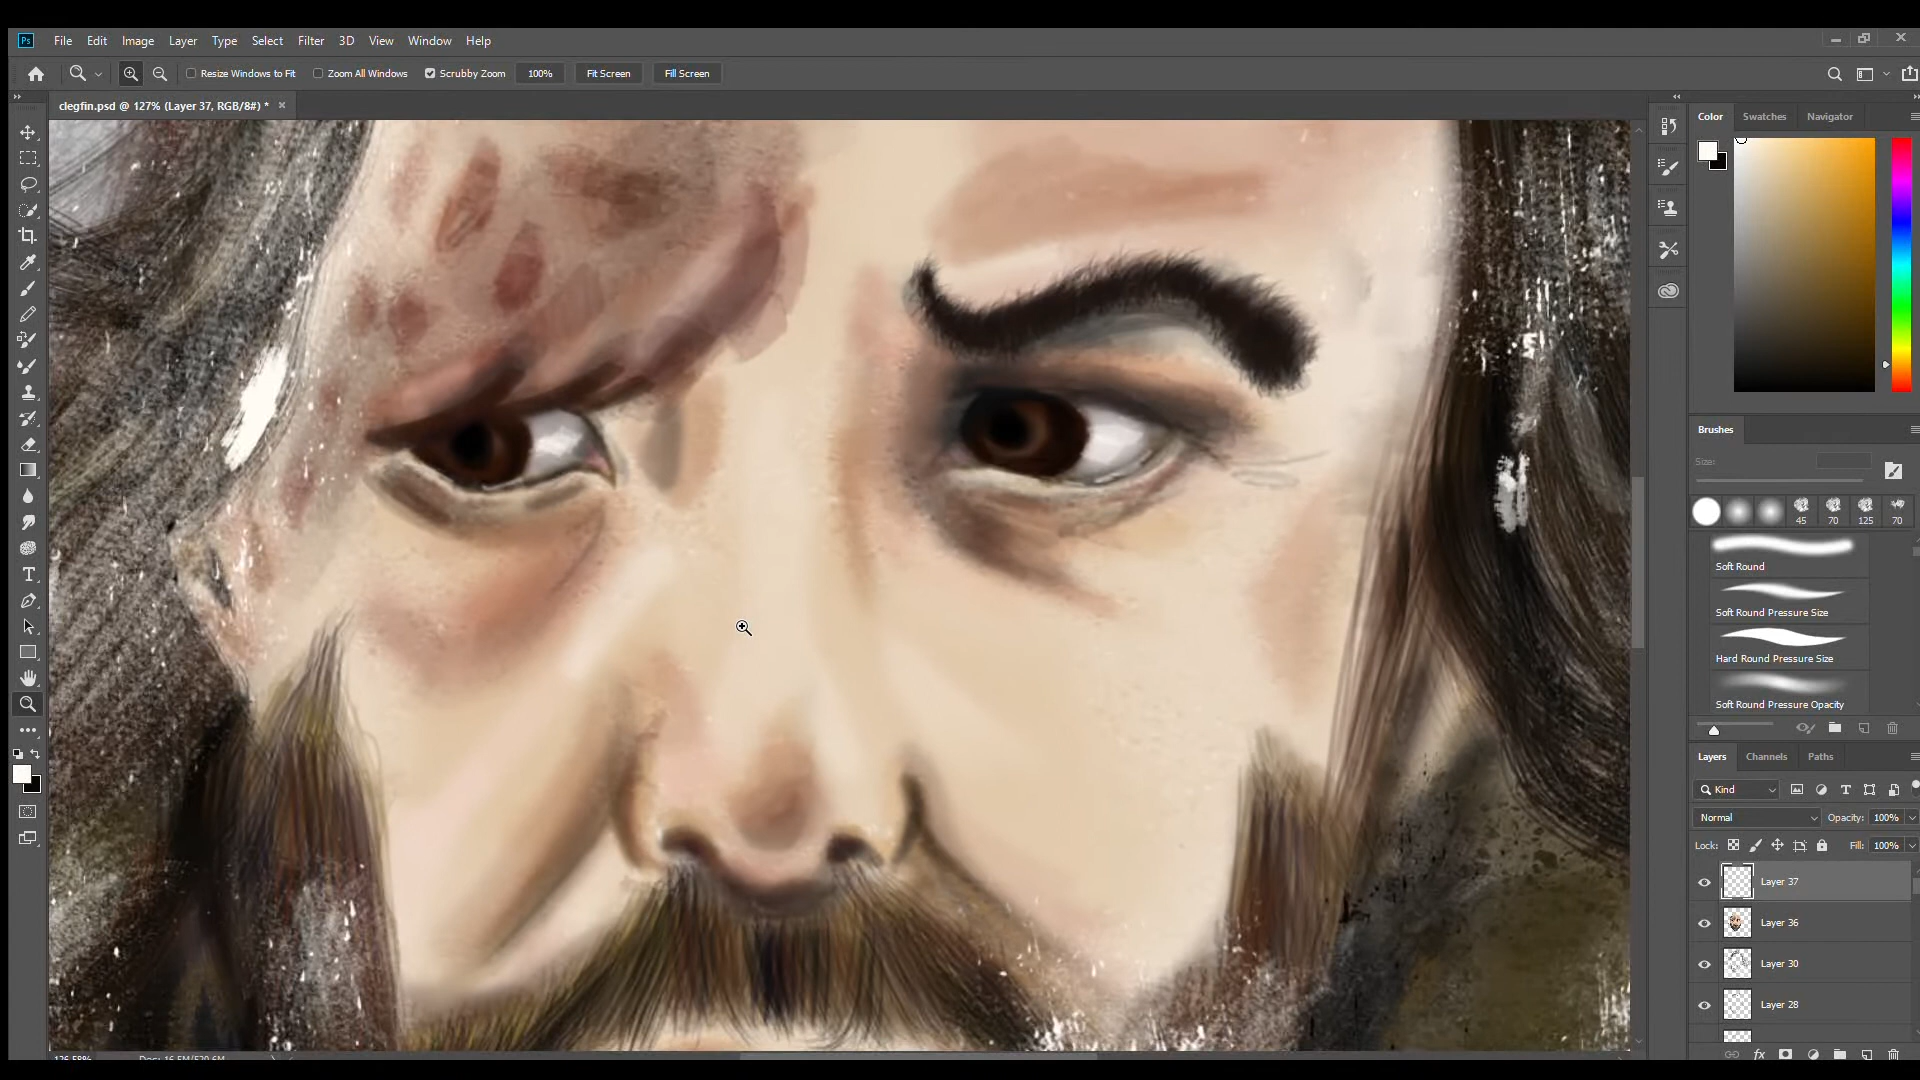 Ps File Edit Image Layer Type Select Filter 3D View Window Help
Resize Windows to Fit Zoom All Windows Scrubby Zoom 100% Fit Screen Fill Screen
clegfin.psd @ 127% (Layer 37, RGB/8#) *
Color Swatches Navigator
Brushes
Size:
45 70 125 70
Soft Round
Soft Round Pressure Size
Hard Round Pressure Size
Soft Round Pressure Opacity
Layers Channels Paths
Kind
Normal Opacity: 100%
Lock: Fill: 100%
Layer 37
Layer 36
Layer 30
Layer 28
fx